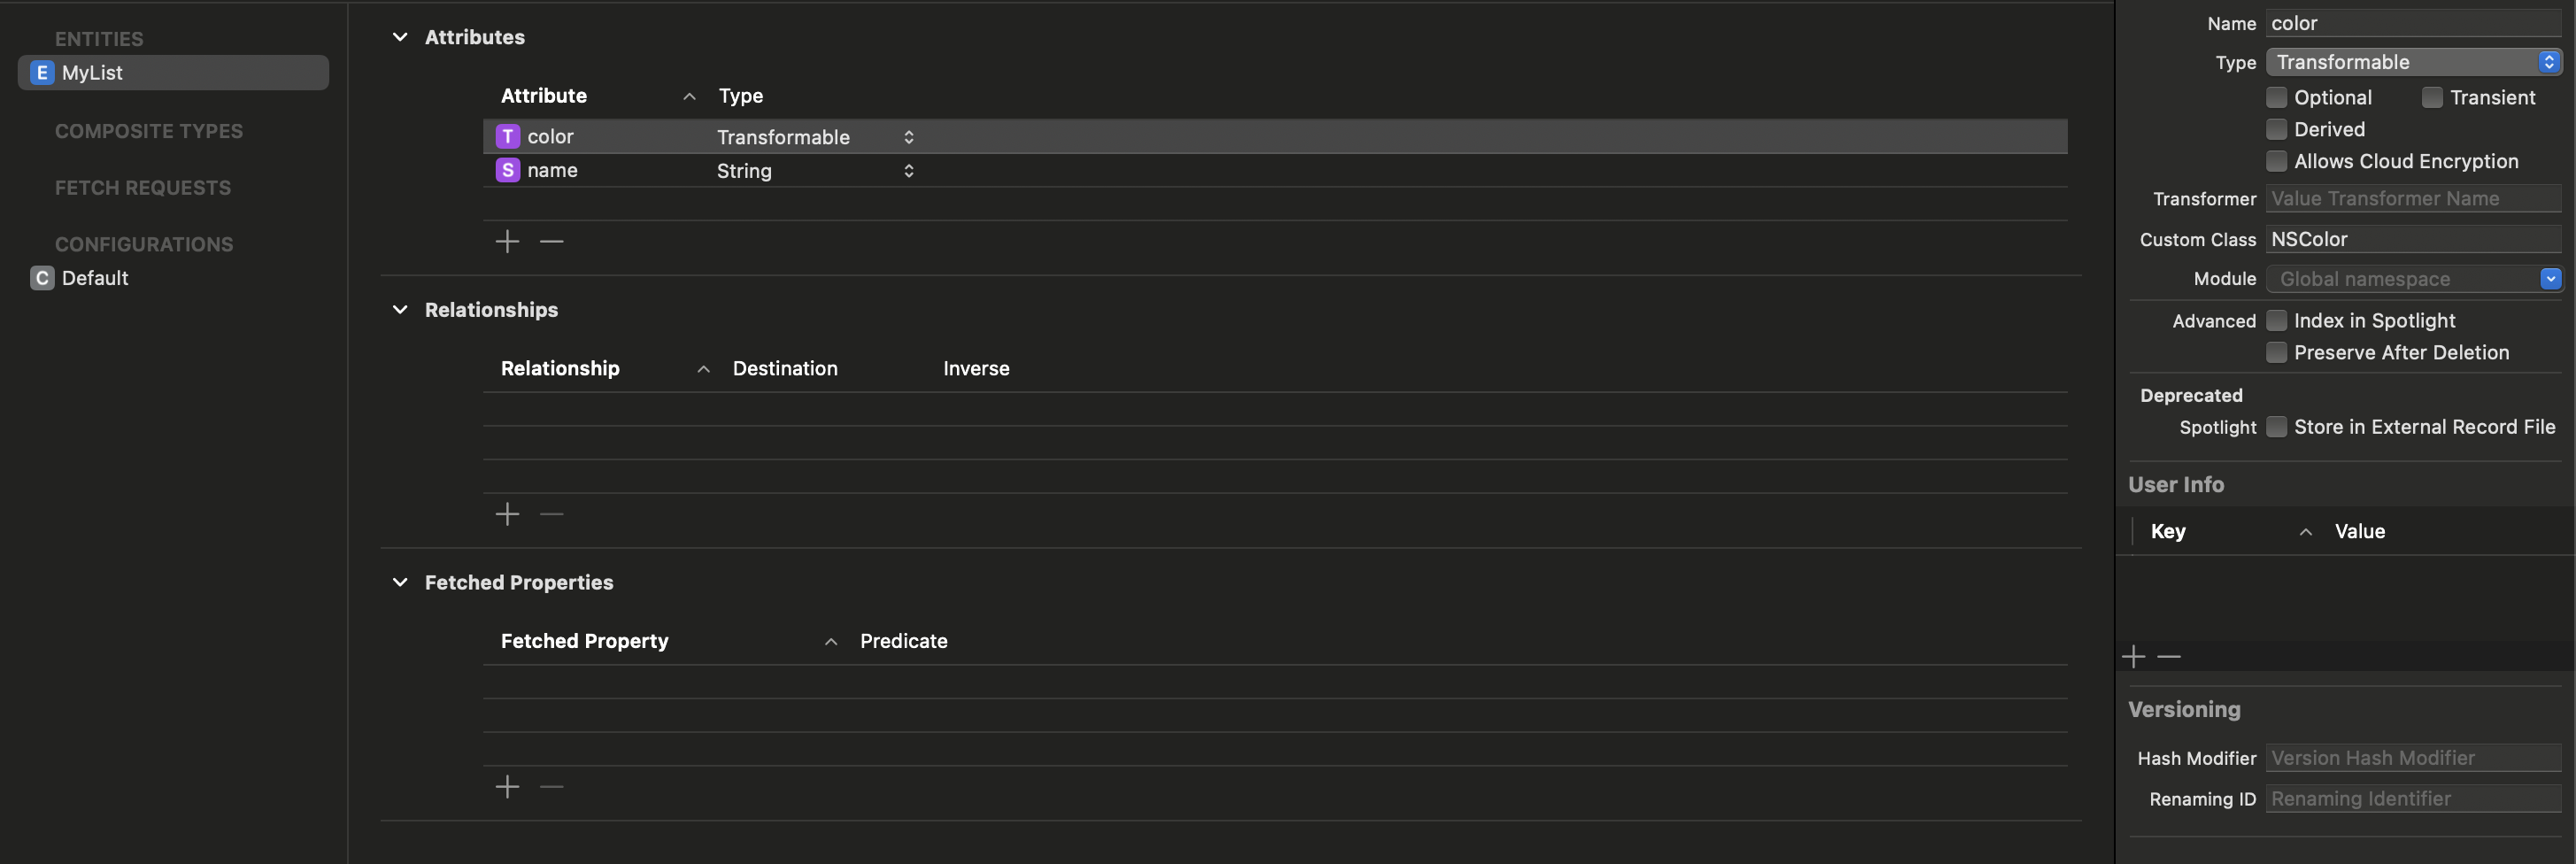 ENTITIES
E MyList
COMPOSITE TYPES
FETCH REQUESTS
CONFIGURATIONS
C Default
Attributes
Attribute Type
T color Transformable
S name String
Relationships
Relationship Destination Inverse
Fetched Properties
Fetched Property Predicate
Name color
Type Transformable
Optional Transient
Derived
Allows Cloud Encryption
Transformer Value Transformer Name
Custom Class NSColor
Module Global namespace
Advanced Index in Spotlight
Preserve After Deletion
Deprecated
Spotlight Store in External Record File
User Info
Key Value
Versioning
Hash Modifier Version Hash Modifier
Renaming ID Renaming Identifier